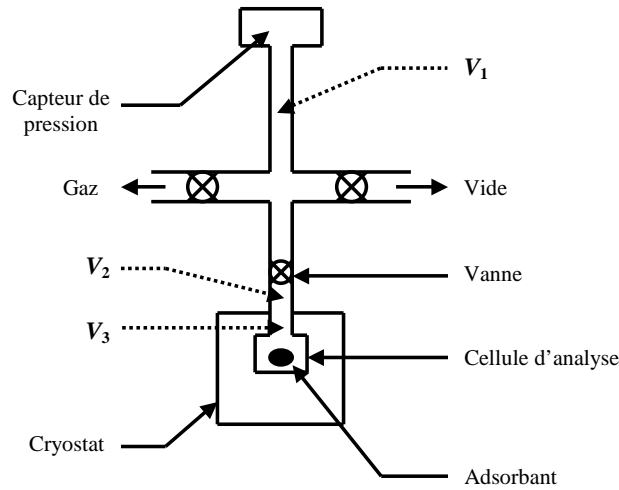 V₁
Capteur de
pression
Gaz
Vide
V₂
Vanne
V₃
Cellule d’analyse
Cryostat
Adsorbant